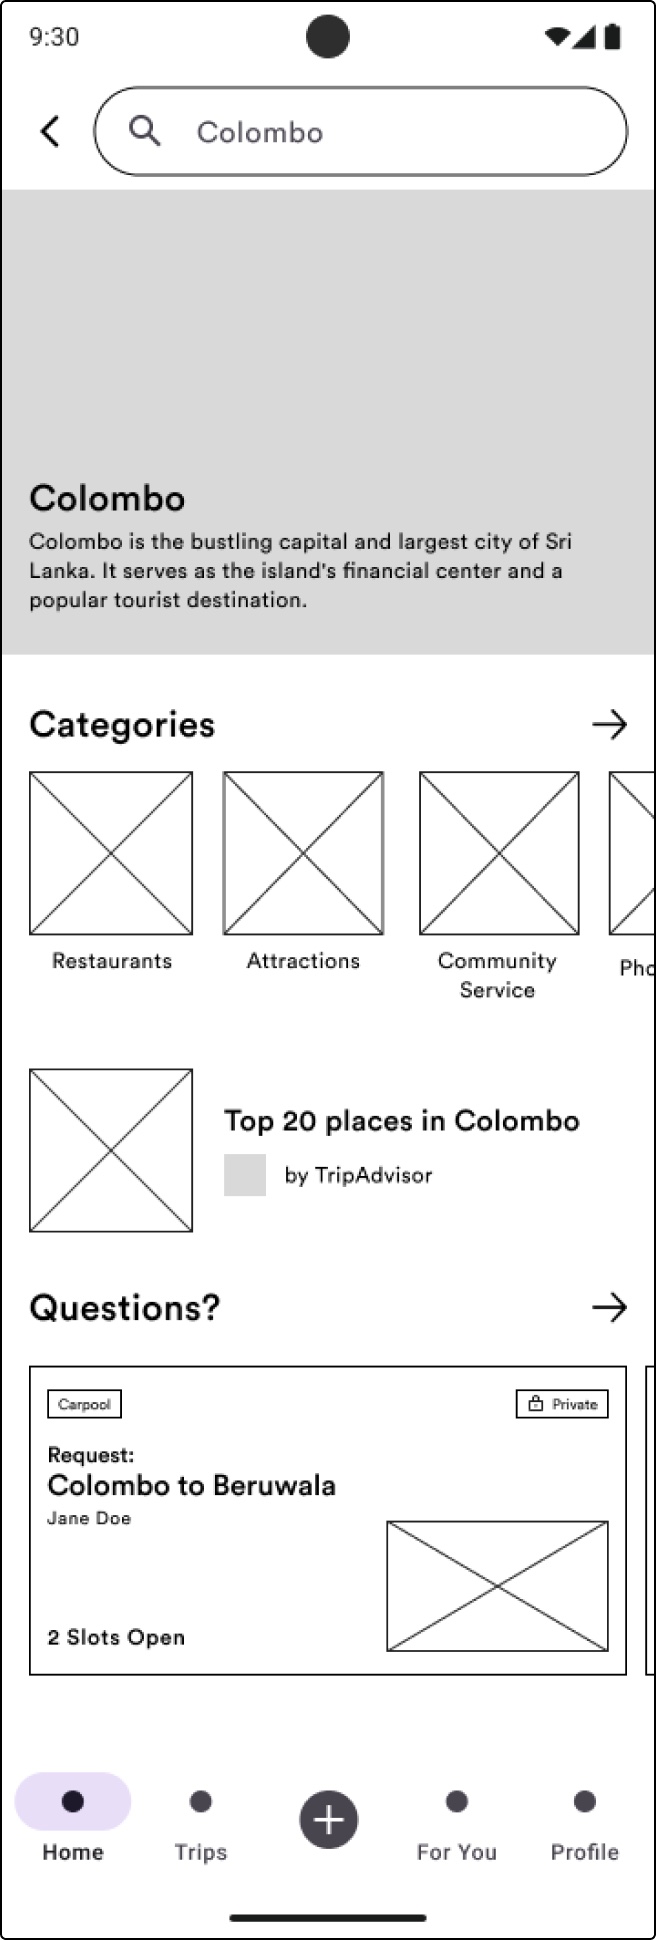 9:30
Colombo
Colombo
Colombo is the bustling capital and largest city of Sri
Lanka. It serves as the island's financial center and a
popular tourist destination.
Categories
Restaurants
Attractions
Community
Service
Pho
Top 20 places in Colombo
by TripAdvisor
Questions?
Carpool
Private
Request:
Colombo to Beruwala
Jane Doe
2 Slots Open
Home
Trips
For You
Profile